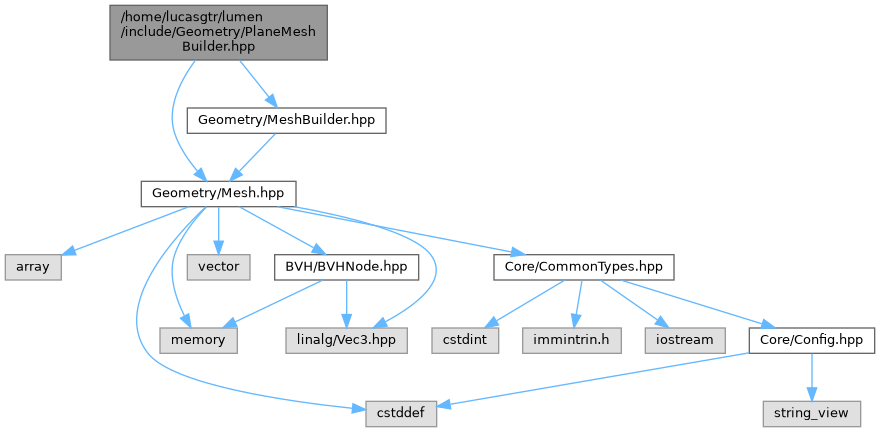 /home/lucasgtr/lumen
/include/Geometry/PlaneMesh
Builder.hpp
Geometry/MeshBuilder.hpp
Geometry/Mesh.hpp
array
vector
BVH/BVHNode.hpp
Core/CommonTypes.hpp
memory
linalg/Vec3.hpp
cstdint
immintrin.h
iostream
Core/Config.hpp
cstddef
string_view